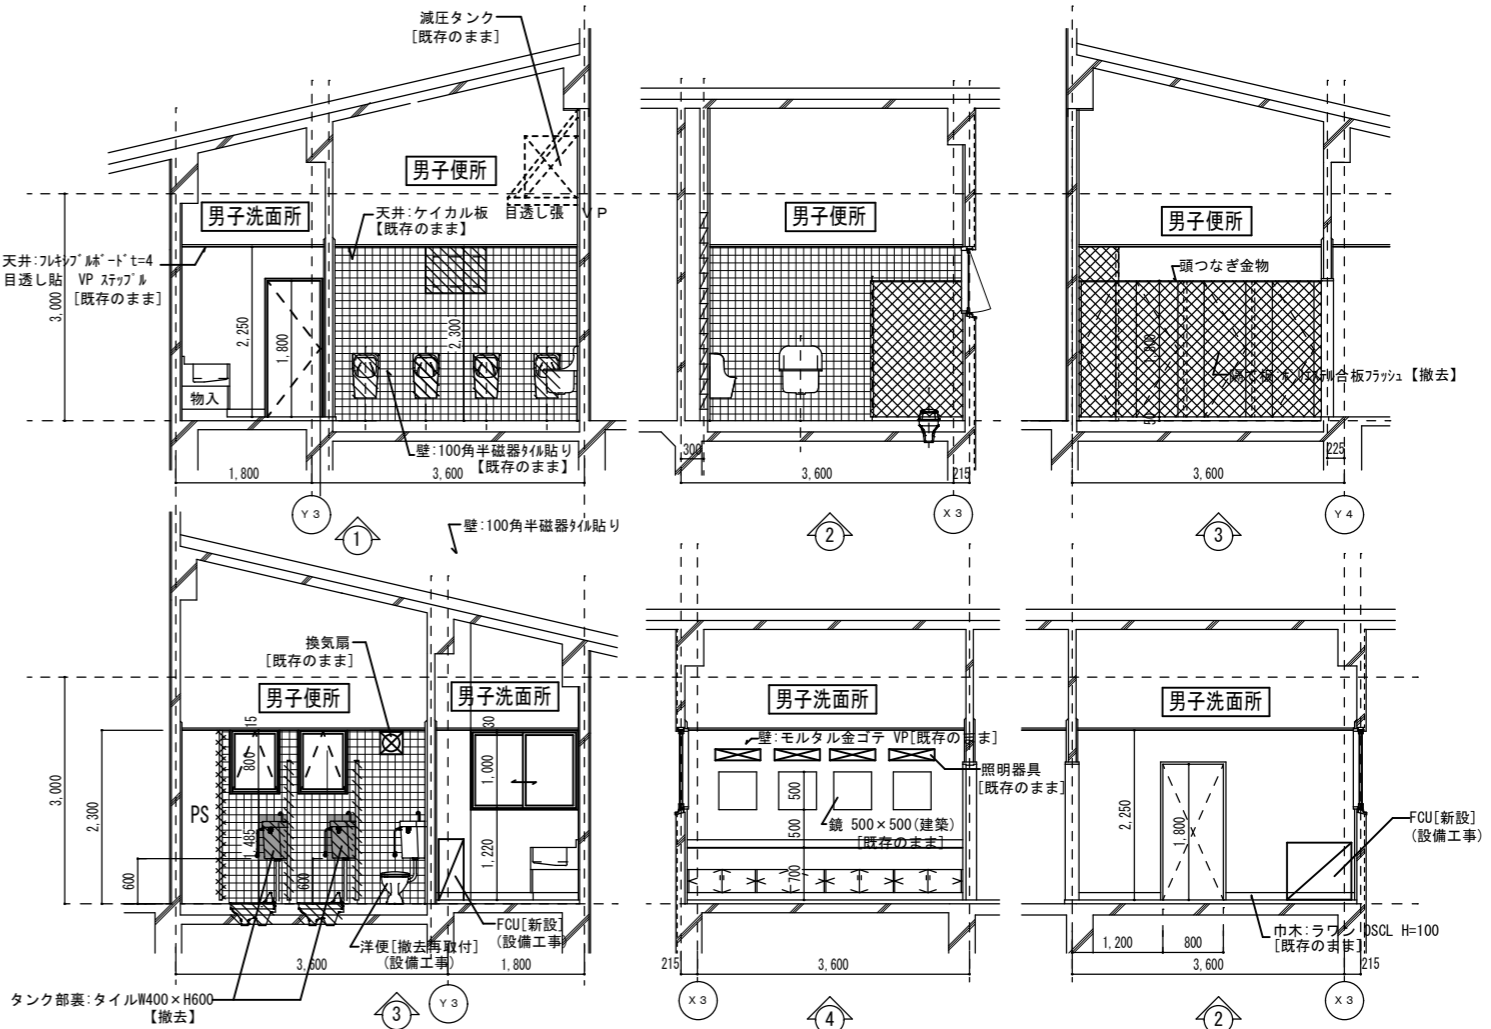 減圧タンク
[既存のまま]
男子便所
男子洗面所
天井:ケイカル板
【既存のまま】
目透し張 VP
天井:フレキシブルボードt=4
目透し貼 VP ステップル
[既存のまま]
3,000
2,250
1,800
2,300
物入
壁:100角半磁器タイル貼り
【既存のまま】
1,800
3,600
Y3
1
男子便所
300
3,600
215
X3
2
男子便所
頭つなぎ金物
合板フラッシュ【撤去】
3,600
225
Y4
3
壁:100角半磁器タイル貼り
換気扇
[既存のまま]
男子便所
男子洗面所
15
30
800
1,000
3,000
2,300
PS
1,485
1,220
600
600
FCU[新設]
(設備工事)
洋便[撤去再取付]
(設備工事)
3,600
1,800
タンク部裏:タイルW400×H600
【撤去】
3
Y3
男子洗面所
壁:モルタル金ゴテ VP[既存のまま]
照明器具
[既存のまま]
500
500
鏡 500×500(建築)
[既存のまま]
700
215
3,600
X3
4
男子洗面所
2,250
1,800
FCU[新設]
(設備工事)
巾木:ラワン OSCL H=100
[既存のまま]
1,200
800
3,600
215
X3
2